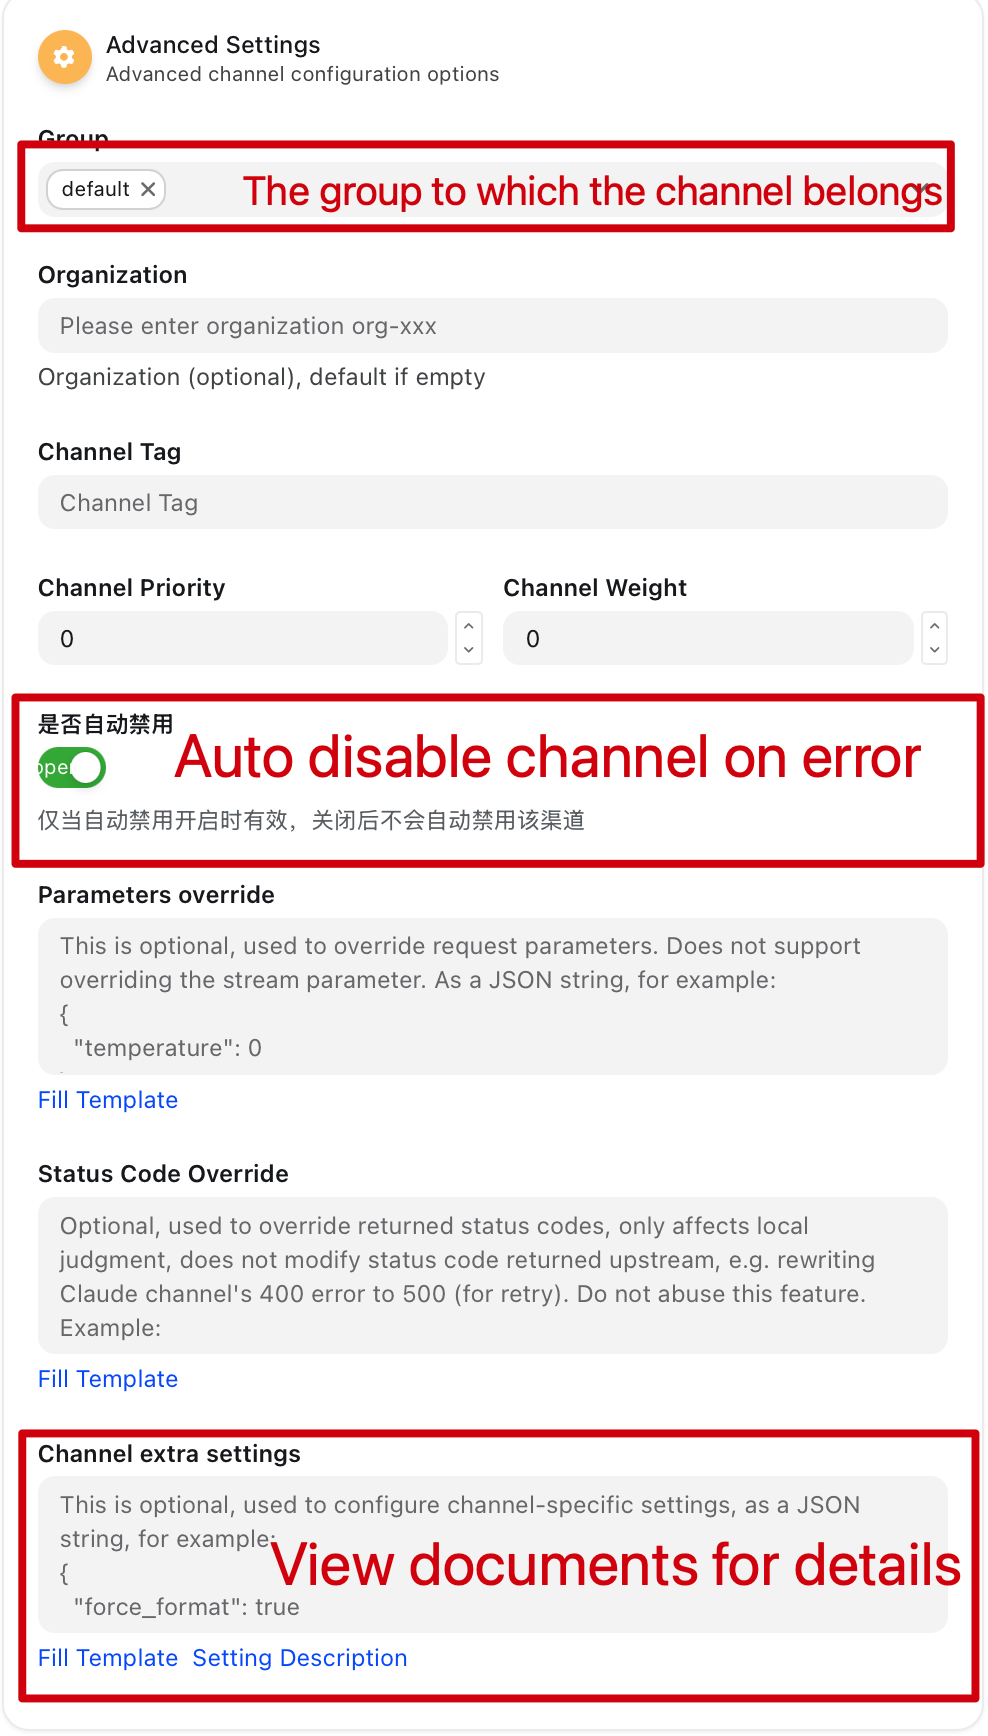 Advanced Settings
Advanced channel configuration options
Group
default
The group to which the channel belongs
Organization
Please enter organization org-xxx
Organization (optional), default if empty
Channel Tag
Channel Tag
Channel Priority
Channel Weight
0
0
是否自动禁用
open
Auto disable channel on error
仅当自动禁用开启时有效，关闭后不会自动禁用该渠道
Parameters override
This is optional, used to override request parameters. Does not support
overriding the stream parameter. As a JSON string, for example:
{
"temperature": 0
Fill Template
Status Code Override
Optional, used to override returned status codes, only affects local
judgment, does not modify status code returned upstream, e.g. rewriting
Claude channel's 400 error to 500 (for retry). Do not abuse this feature.
Example:
Fill Template
Channel extra settings
This is optional, used to configure channel-specific settings, as a JSON
string, for example:
{
View documents for details
"force_format": true
Fill Template Setting Description